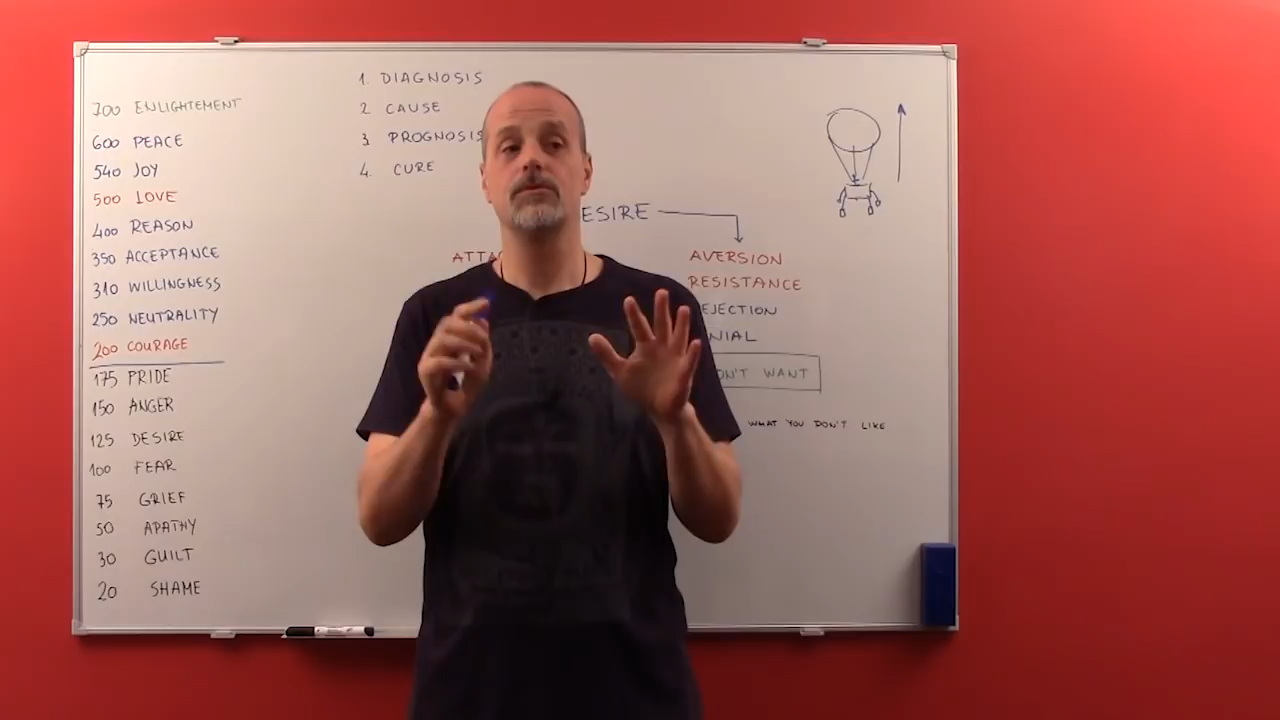 700 ENLIGHTEMENT
600 PEACE
540 JOY
500 LOVE
400 REASON
350 ACCEPTANCE
310 WILLINGNESS
250 NEUTRALITY
200 COURAGE
175 PRIDE
150 ANGER
125 DESIRE
100 FEAR
75 GRIEF
50 APATHY
30 GUILT
20 SHAME
1. DIAGNOSIS
2 CAUSE
3 PROGNOSIS
4. CURE
ESIRE
ATTA
AVERSION
RESISTANCE
EJECTION
NIAL
ON'T WANT
WHAT YOU DON'T LIKE